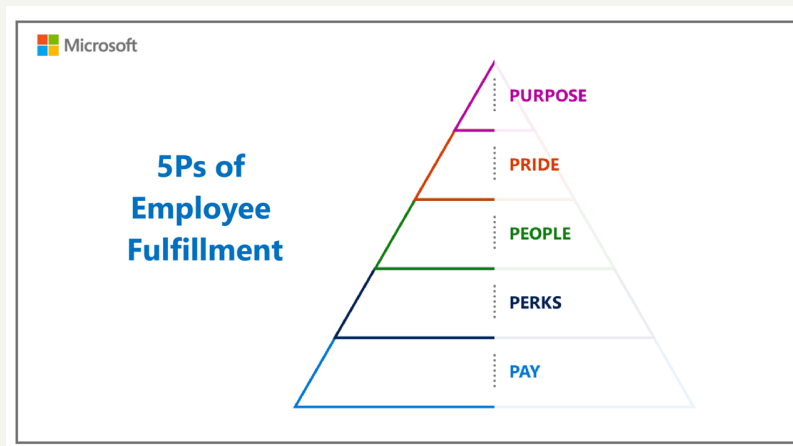 Microsoft
5Ps of
Employee
Fulfillment
PURPOSE
PRIDE
PEOPLE
PERKS
PAY